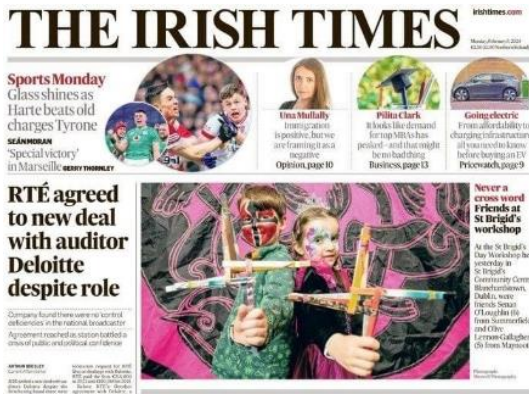 THE IRISH TIMES
irishtimes.com
Sports Monday
Glass shines as
Harte beats old
charges Tyrone
SEÁN MORAN
'Special victory'
in Marseille GERRY THORNLEY
Una Mullally
Immigration
is positive, but we
are framing it as a
negative
Opinion, page 10
Pilita Clark
It looks like demand
for top MBAs has
peaked – and that might
be no bad thing
Business, page 13
Going electric
From affordability to
charging infrastructure
all you need to know
before buying an EV
Pricewatch, page 9
RTÉ agreed
to new deal
with auditor
Deloitte
despite role
Company found there were no 'control
deficiencies' in the national broadcaster
Agreement reached as station battled a
crisis of public and political confidence
Never a
cross word
Friends at
St Brigid's
workshop
At the St Brigid's
Day Workshop
yesterday in
St Brigid's
Community
Blanchardstown,
Dublin, were
friends Senan
O'Loughlin (6)
from Summerfield
and Olive
Lennon-Gallagher
(5) from